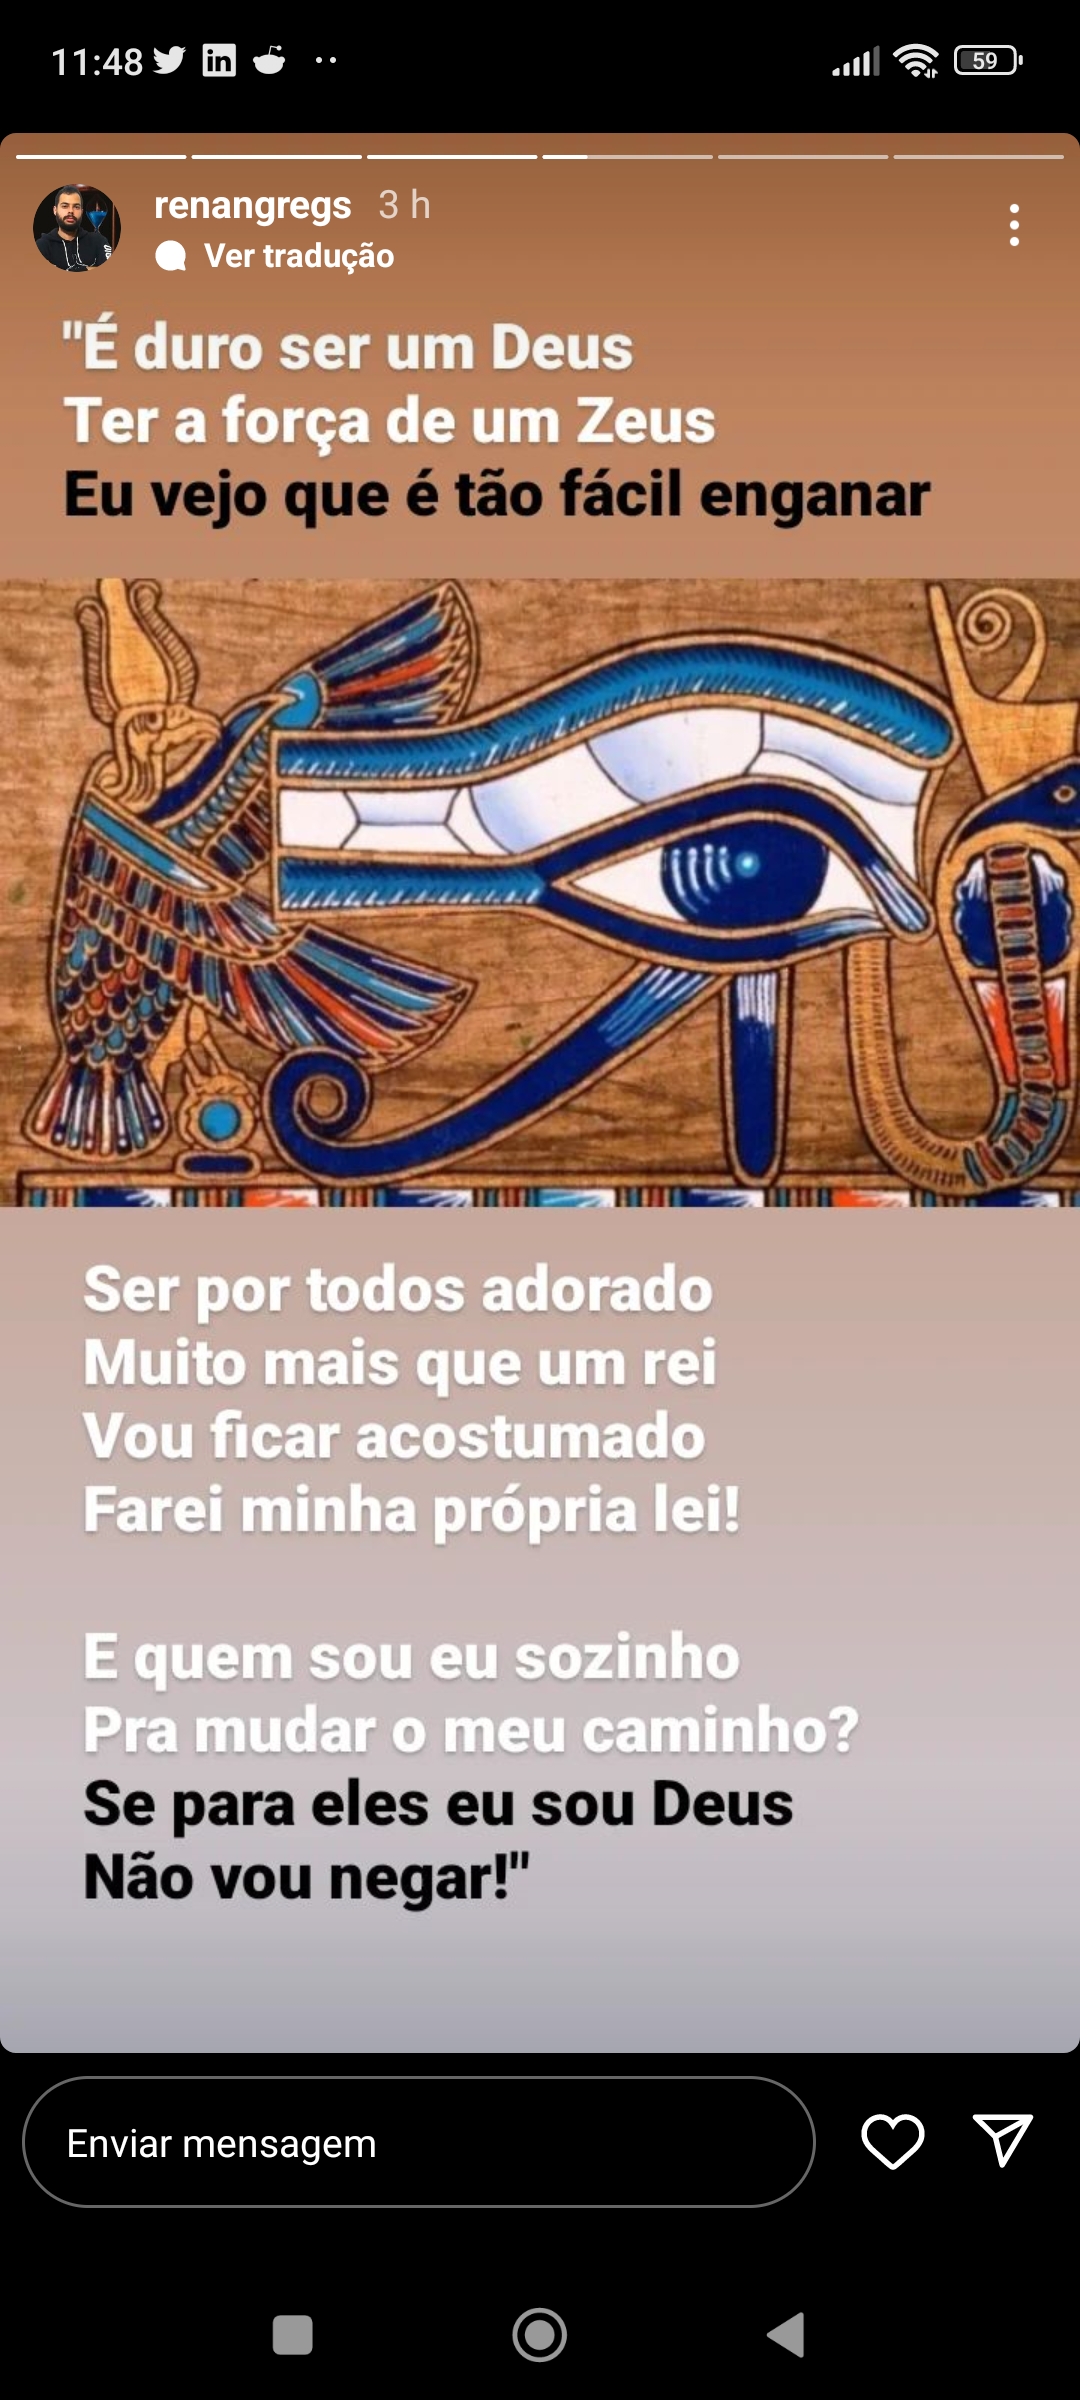 11:48
59
renangregs 3 h
Ver tradução
"É duro ser um Deus
Ter a força de um Zeus
Eu vejo que é tão fácil enganar
Ser por todos adorado
Muito mais que um rei
Vou ficar acostumado
Farei minha própria lei!
E quem sou eu sozinho
Pra mudar o meu caminho?
Se para eles eu sou Deus
Não vou negar!"
Enviar mensagem